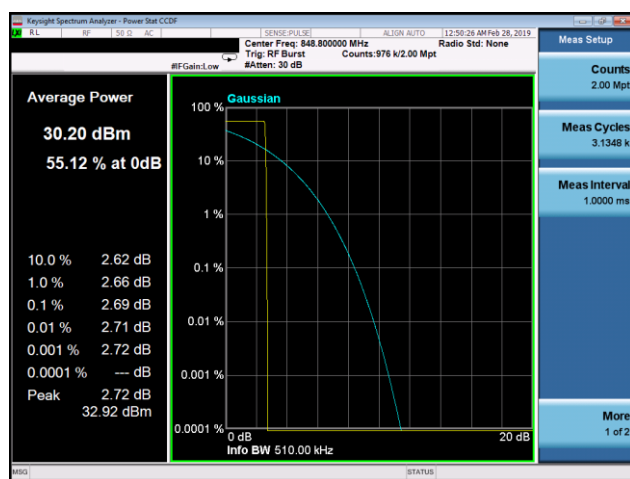 Keysight Spectrum Analyzer - Power Stat CCDF
RL RF 50 Ω AC SENSE:PULSE ALIGN AUTO 12:50:26 AM Feb 28, 2019
Center Freq: 848.800000 MHz Radio Std: None
Trig: RF Burst Counts:976 k/2.00 Mpt
#IFGain:Low #Atten: 30 dB
Meas Setup
Counts
2.00 Mpt
Meas Cycles
3.1348 k
Meas Interval
1.0000 ms
More
1 of 2
Average Power
30.20 dBm
55.12 % at 0dB
10.0 % 2.62 dB
1.0 % 2.66 dB
0.1 % 2.69 dB
0.01 % 2.71 dB
0.001 % 2.72 dB
0.0001 % --- dB
Peak 2.72 dB
32.92 dBm
Gaussian
100 %
10 %
1 %
0.1 %
0.01 %
0.001 %
0.0001 %
0 dB 20 dB
Info BW 510.00 kHz
MSG STATUS